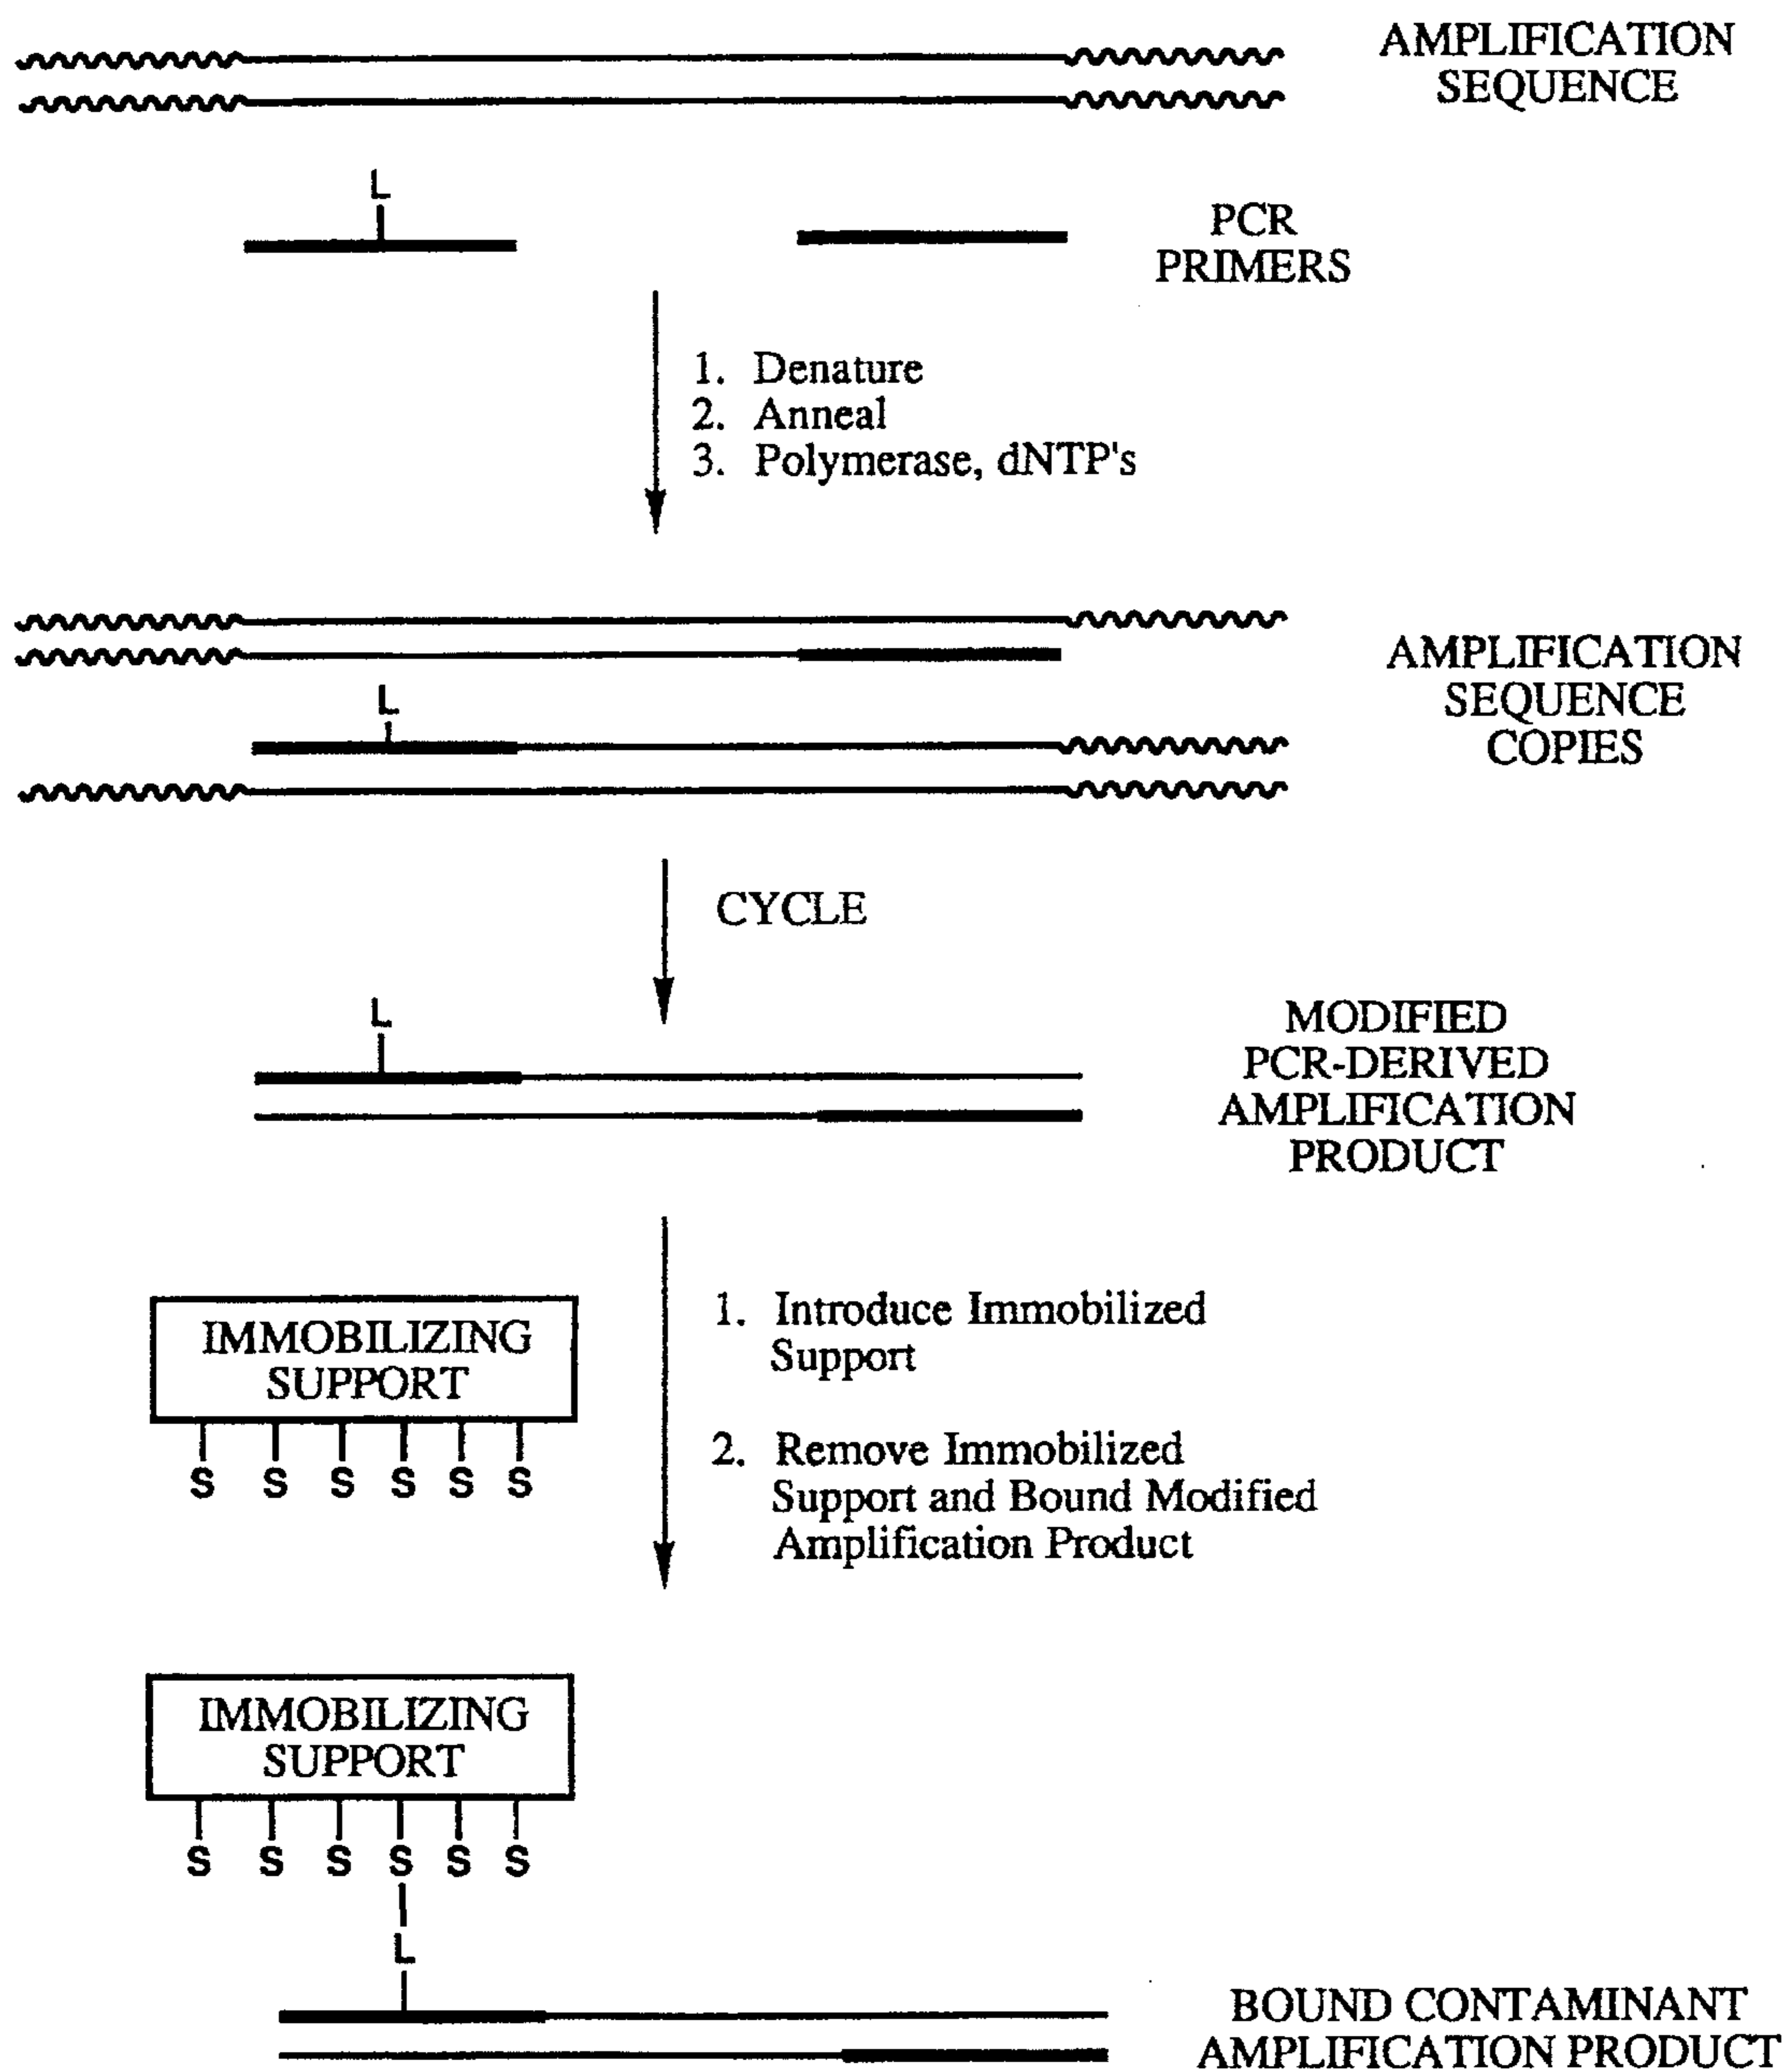 AMPLIFICATION
SEQUENCE
L
PCR
PRIMERS
1. Denature
2. Anneal
3. Polymerase, dNTP's
AMPLIFICATION
SEQUENCE
COPIES
L
CYCLE
L
MODIFIED
PCR-DERIVED
AMPLIFICATION
PRODUCT
IMMOBILIZING
SUPPORT
S S S S S S
1. Introduce Immobilized
Support
2. Remove Immobilized
Support and Bound Modified
Amplification Product
IMMOBILIZING
SUPPORT
S S S S S S
L
BOUND CONTAMINANT
AMPLIFICATION PRODUCT